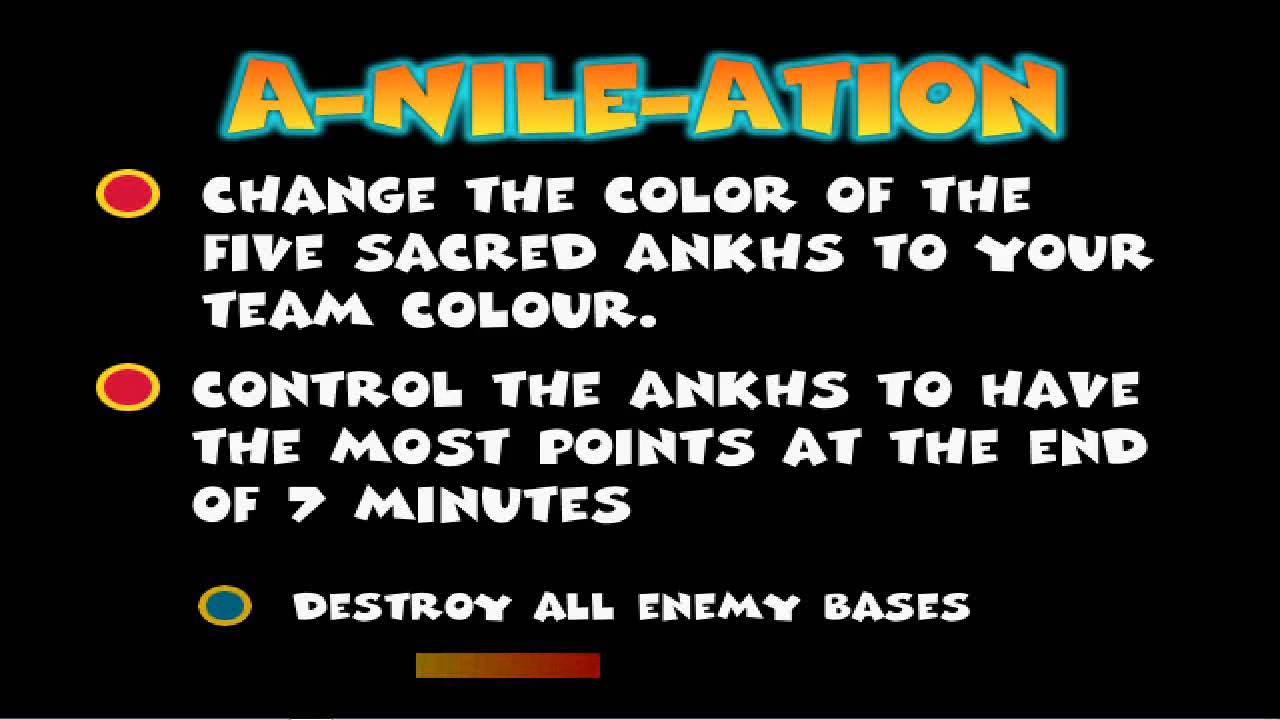 A-NILE-ATION
CHANGE THE COLOR OF THE
FIVE SACRED ANKHS TO YOUR
TEAM COLOUR.
CONTROL THE ANKHS TO HAVE
THE MOST POINTS AT THE END
OF 7 MINUTES
DESTROY ALL ENEMY BASES